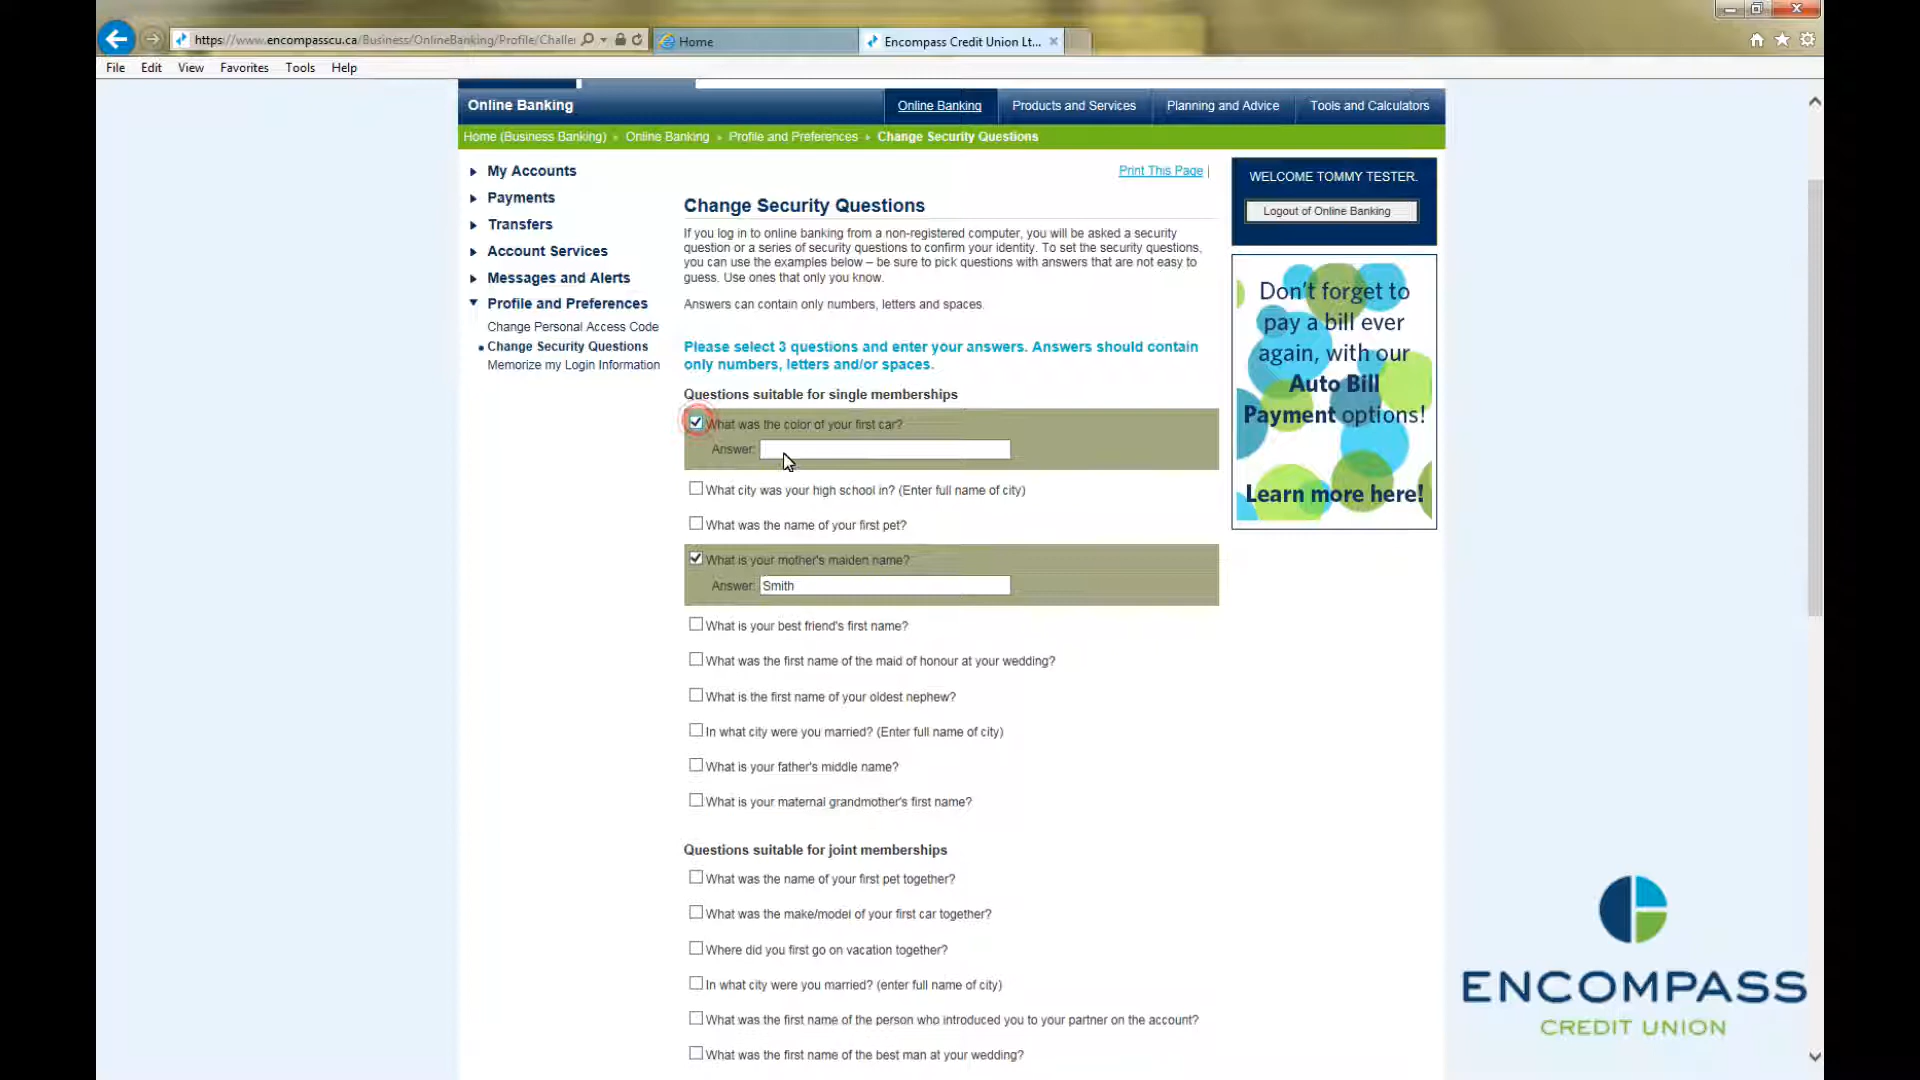 https://www.encompasscu.ca/Business/OnlineBanking/Profile/Challe
Home
Encompass Credit Union Lt...
File Edit View Favorites Tools Help
Online Banking
Online Banking
Products and Services
Planning and Advice
Tools and Calculators
Home (Business Banking) Online Banking Profile and Preferences Change Security Questions
My Accounts
Payments
Transfers
Account Services
Messages and Alerts
Profile and Preferences
Change Personal Access Code
Change Security Questions
Memorize my Login Information
Print This Page |
Change Security Questions
If you log in to online banking from a non-registered computer, you will be asked a security
question or a series of security questions to confirm your identity. To set the security questions,
you can use the examples below – be sure to pick questions with answers that are not easy to
guess. Use ones that only you know.
Answers can contain only numbers, letters and spaces.
Please select 3 questions and enter your answers. Answers should contain
only numbers, letters and/or spaces.
Questions suitable for single memberships
What was the color of your first car?
Answer:
What city was your high school in? (Enter full name of city)
What was the name of your first pet?
What is your mother's maiden name?
Answer: Smith
What is your best friend's first name?
What was the first name of the maid of honour at your wedding?
What is the first name of your oldest nephew?
In what city were you married? (Enter full name of city)
What is your father's middle name?
What is your maternal grandmother's first name?
Questions suitable for joint memberships
What was the name of your first pet together?
What was the make/model of your first car together?
Where did you first go on vacation together?
In what city were you married? (enter full name of city)
What was the first name of the person who introduced you to your partner on the account?
What was the first name of the best man at your wedding?
WELCOME TOMMY TESTER.
Logout of Online Banking
Don't forget to
pay a bill ever
again, with our
Auto Bill
Payment options!
Learn more here!
ENCOMPASS
CREDIT UNION